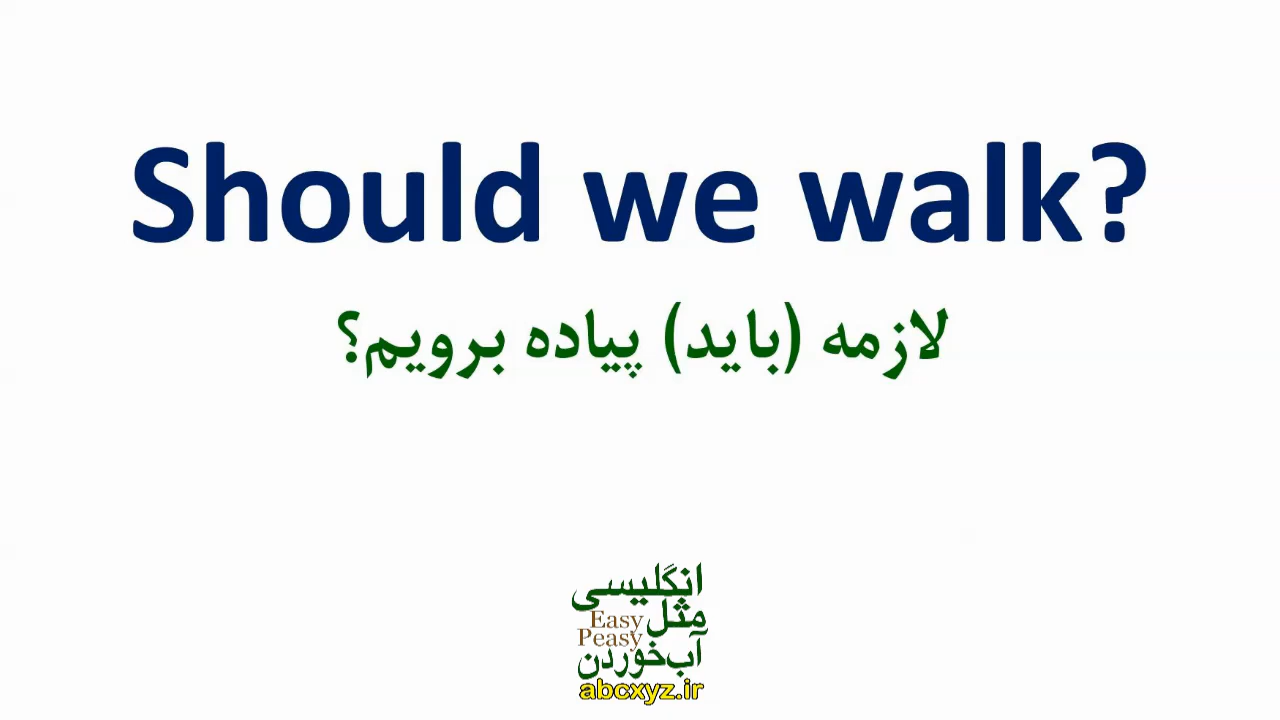 Should we walk?
لازمه (باید) پیاده برویم؟
انگلیسی
مثل
Easy
Peasy
آب‌خوردن
abcxyz.ir